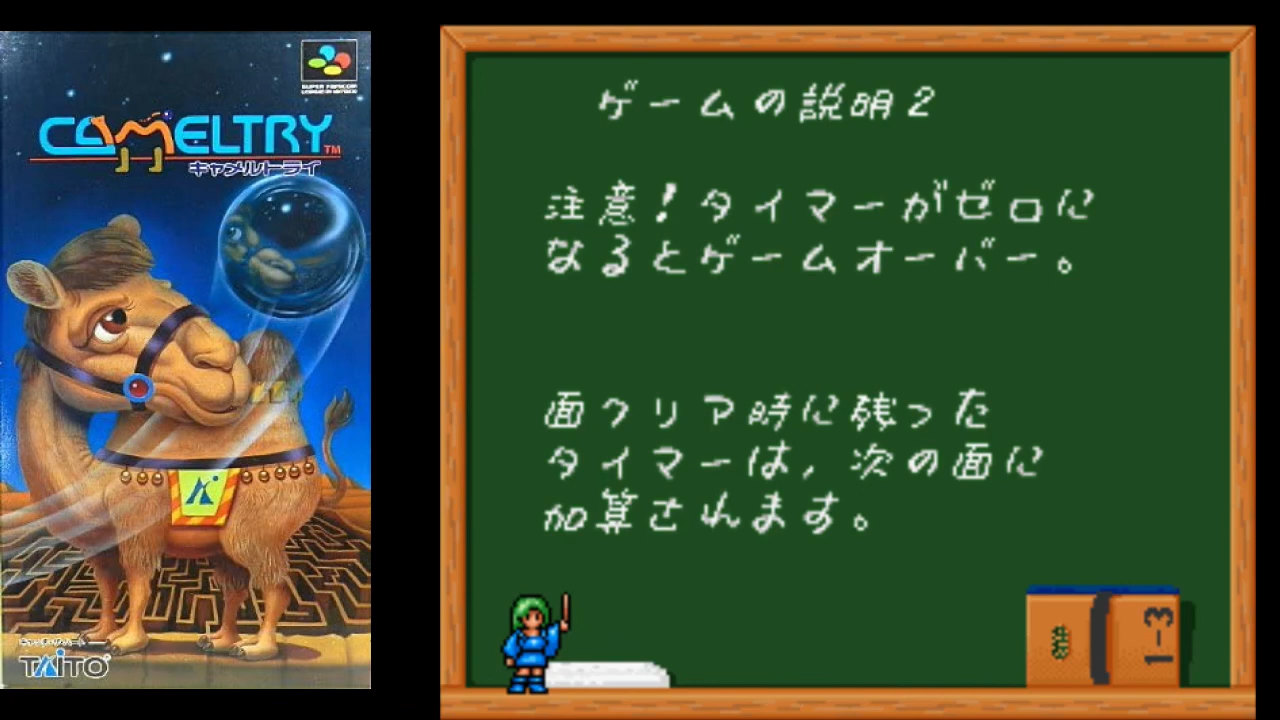 SUPER FAMICOM
CAMELTRY TM
キャメルトライ
TAITO
ゲームの説明2
注意!タイマーがゼロに
なるとゲームオーバー。
面クリア時に残った
タイマーは,次の面に
加算されます。
1-3